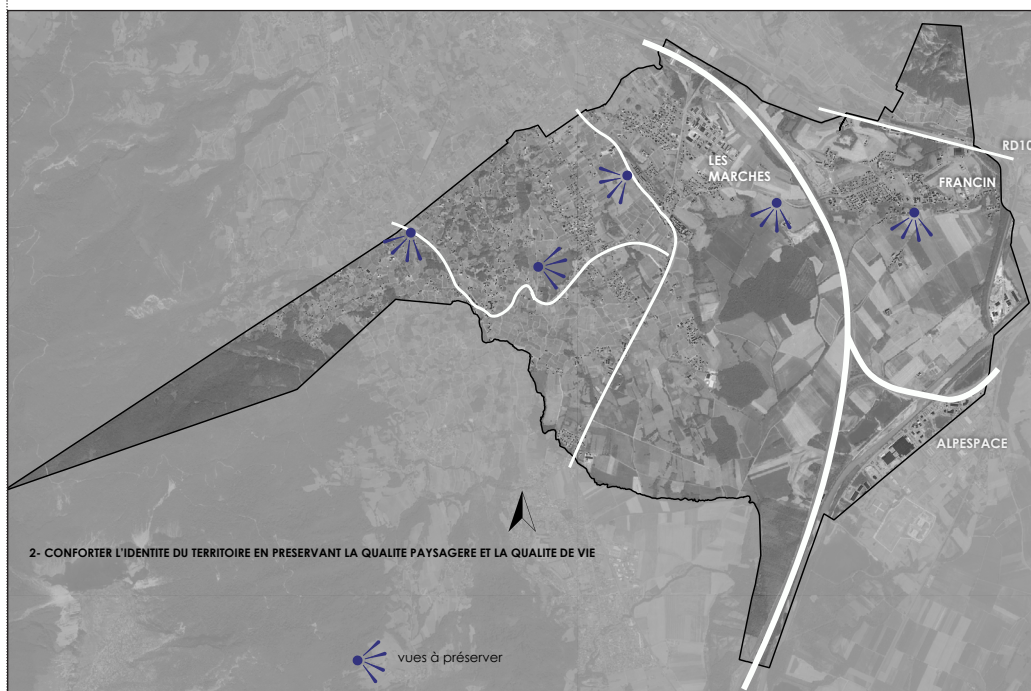 RD10
LES
MARCHES
FRANCIN
ALPESPACE
2- CONFORTER L'IDENTITE DU TERRITOIRE EN PRESERVANT LA QUALITE PAYSAGERE ET LA QUALITE DE VIE
vues à préserver